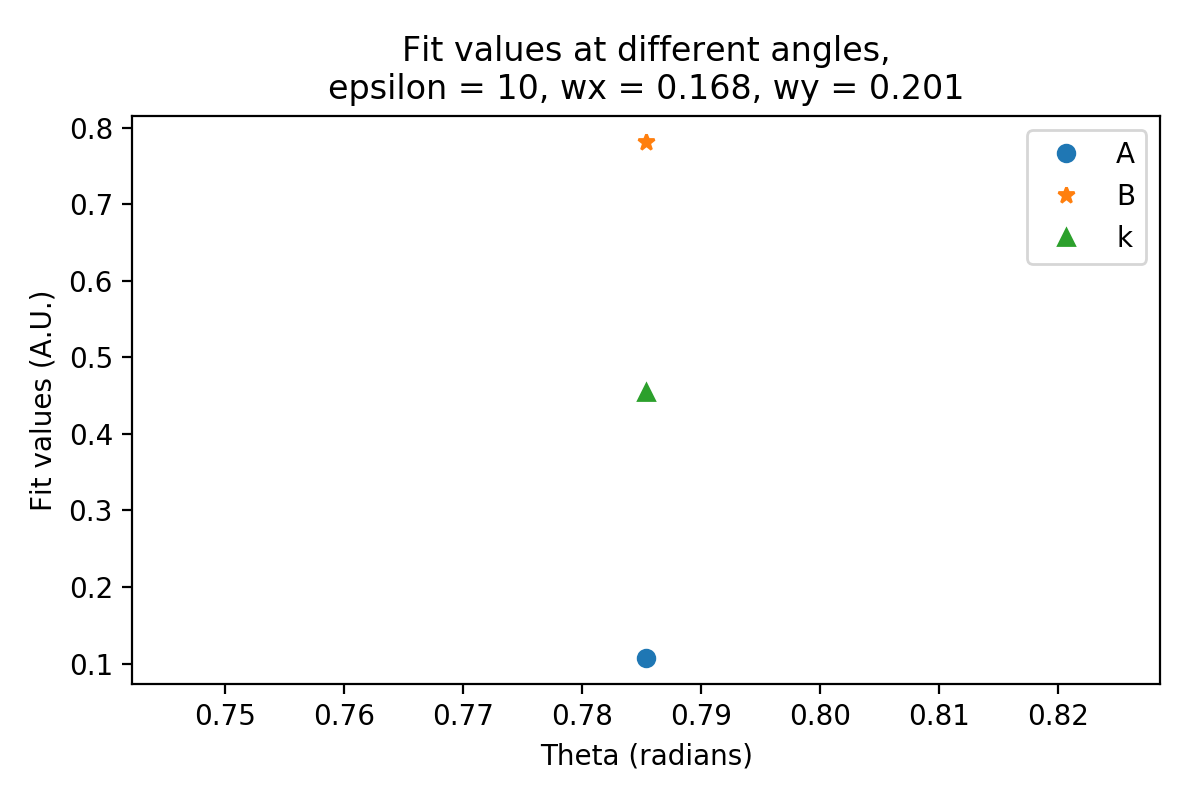 Fit values at different angles,
epsilon = 10, wx = 0.168, wy = 0.201
0.8
0.7
0.6
0.5
0.4
0.3
0.2
0.1
Fit values (A.U.)
A
B
k
0.75 0.76 0.77 0.78 0.79 0.80 0.81 0.82
Theta (radians)